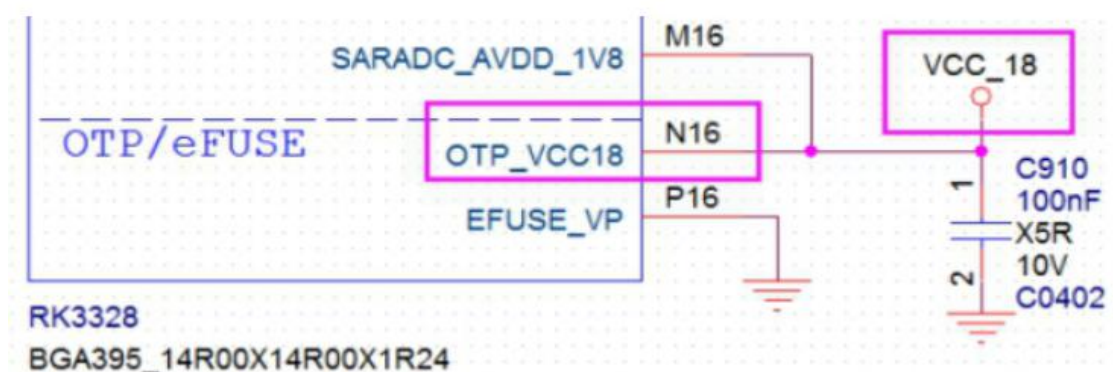 M16
SARADC_AVDD_1V8
VCC_18
OTP/eFUSE
N16
OTP_VCC18
P16
EFUSE_VP
1
2
C910
100nF
X5R
10V
C0402
RK3328
BGA395_14R00X14R00X1R24